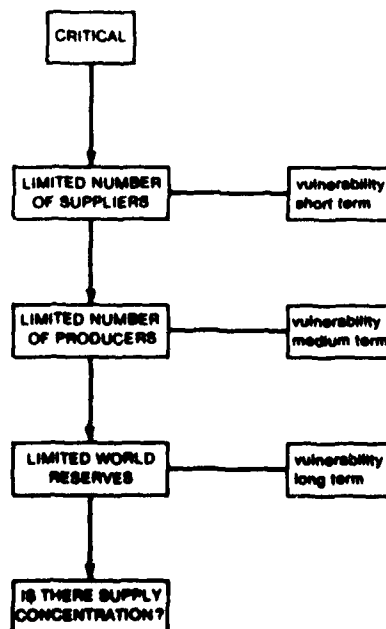 CRITICAL
LIMITED NUMBER
OF SUPPLIERS
vulnerability
short term
LIMITED NUMBER
OF PRODUCERS
vulnerability
medium term
LIMITED WORLD
RESERVES
vulnerability
long term
IS THERE SUPPLY
CONCENTRATION?